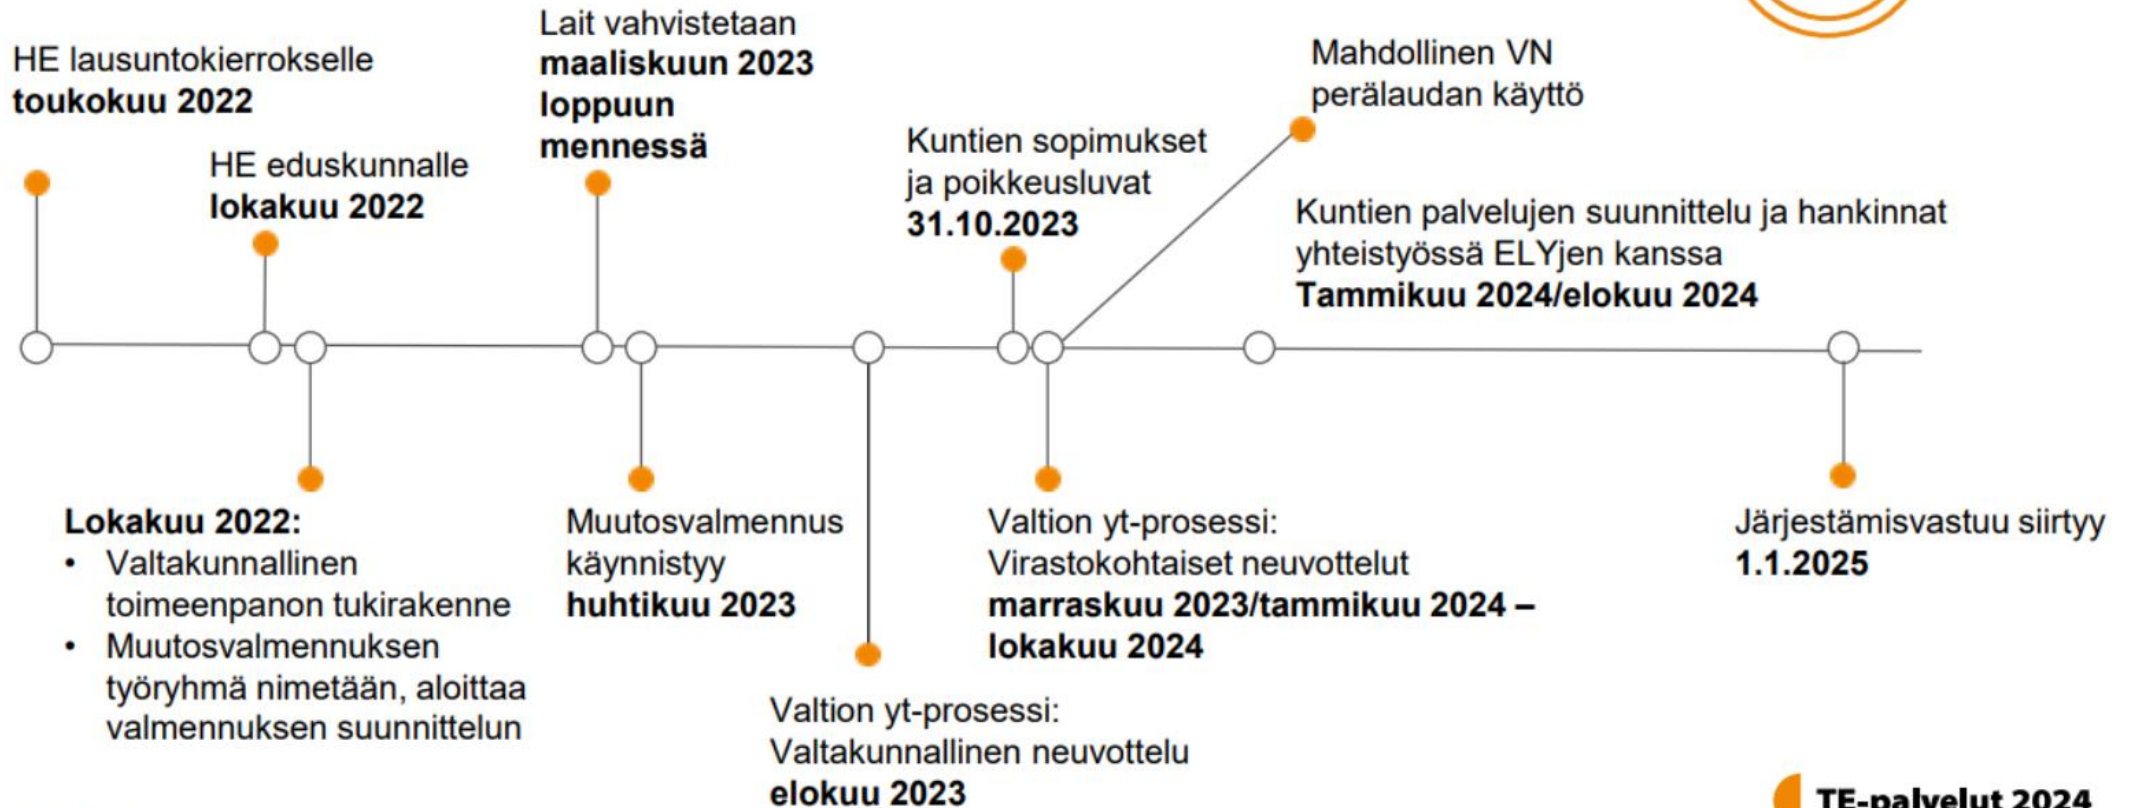 HE lausuntokierrokselle
toukokuu 2022
HE eduskunnalle
lokakuu 2022
Lait vahvistetaan
maaliskuun 2023
loppuun
mennessä
Kuntien sopimukset
ja poikkeusluvat
31.10.2023
Mahdollinen VN
perälaudan käyttö
Kuntien palvelujen suunnittelu ja hankinnat
yhteistyössä ELYjen kanssa
Tammikuu 2024/elokuu 2024
Lokakuu 2022:
• Valtakunnallinen
toimeenpanon tukirakenne
• Muutosvalmennuksen
työryhmä nimetään, aloittaa
valmennuksen suunnittelun
Muutosvalmennus
käynnistyy
huhtikuu 2023
Valtion yt-prosessi:
Valtakunnallinen neuvottelu
elokuu 2023
Valtion yt-prosessi:
Virastokohtaiset neuvottelut
marraskuu 2023/tammikuu 2024 –
lokakuu 2024
Järjestämisvastuu siirtyy
1.1.2025
TE-palvelut 2024